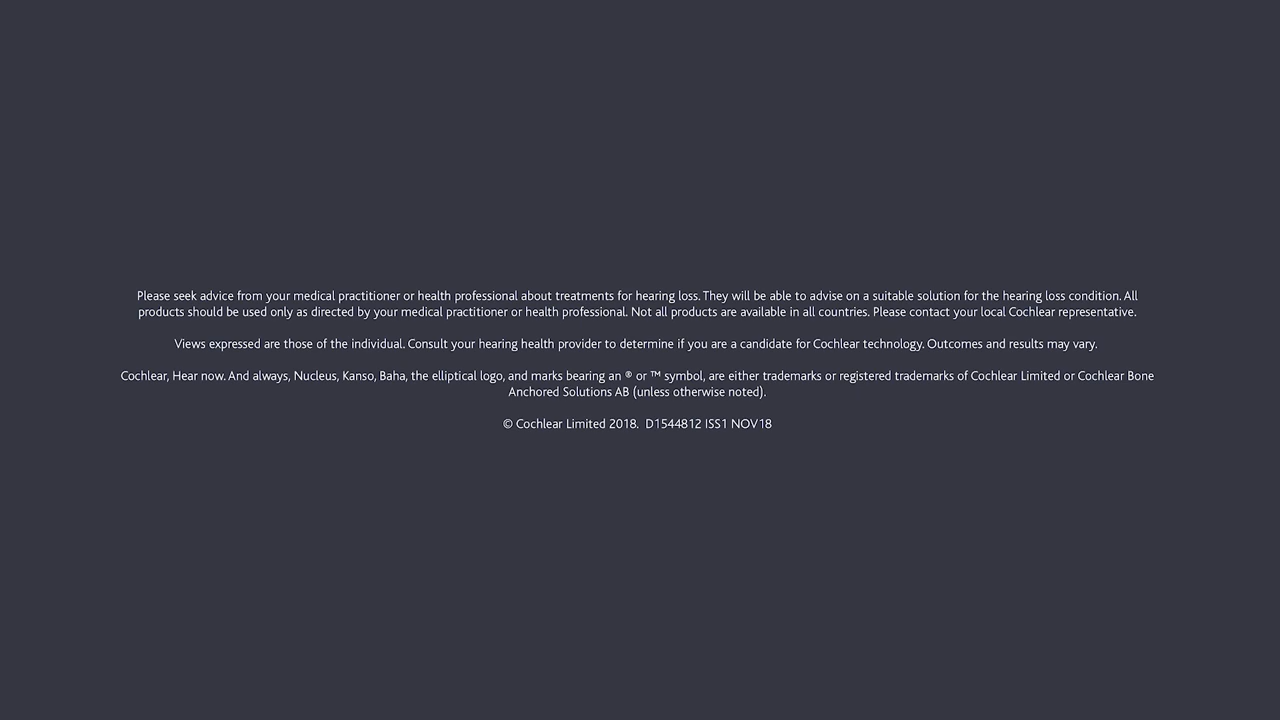 Please seek advice from your medical practitioner or health professional about treatments for hearing loss. They will be able to advise on a suitable solution for the hearing loss condition. All
products should be used only as directed by your medical practitioner or health professional. Not all products are available in all countries. Please contact your local Cochlear representative.
Views expressed are those of the individual. Consult your hearing health provider to determine if you are a candidate for Cochlear technology. Outcomes and results may vary.
Cochlear, Hear now. And always, Nucleus, Kanso, Baha, the elliptical logo, and marks bearing an ® or ™ symbol, are either trademarks or registered trademarks of Cochlear Limited or Cochlear Bone
Anchored Solutions AB (unless otherwise noted).
© Cochlear Limited 2018. D1544812 ISS1 NOV18